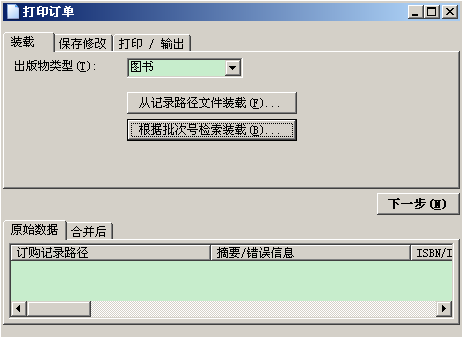 打印订单
装载 保存修改 打印 / 输出
出版物类型(T): 图书
从记录路径文件装载(F)...
根据批次号检索装载(B)...
下一步(N)
原始数据 合并后
订购记录路径 摘要/错误信息 ISBN/I